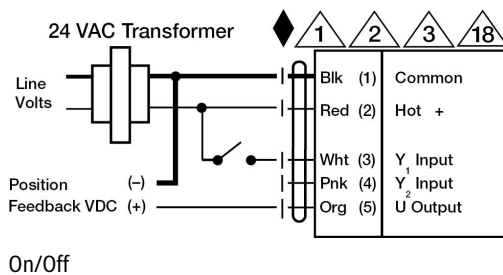 24 VAC Transformer
1 2 3 18
Line
Volts
Blk (1) Common
Red (2) Hot +
Wht (3) Y1 Input
Pnk (4) Y2 Input
Org (5) U Output
Position (–)
Feedback VDC (+)
On/Off